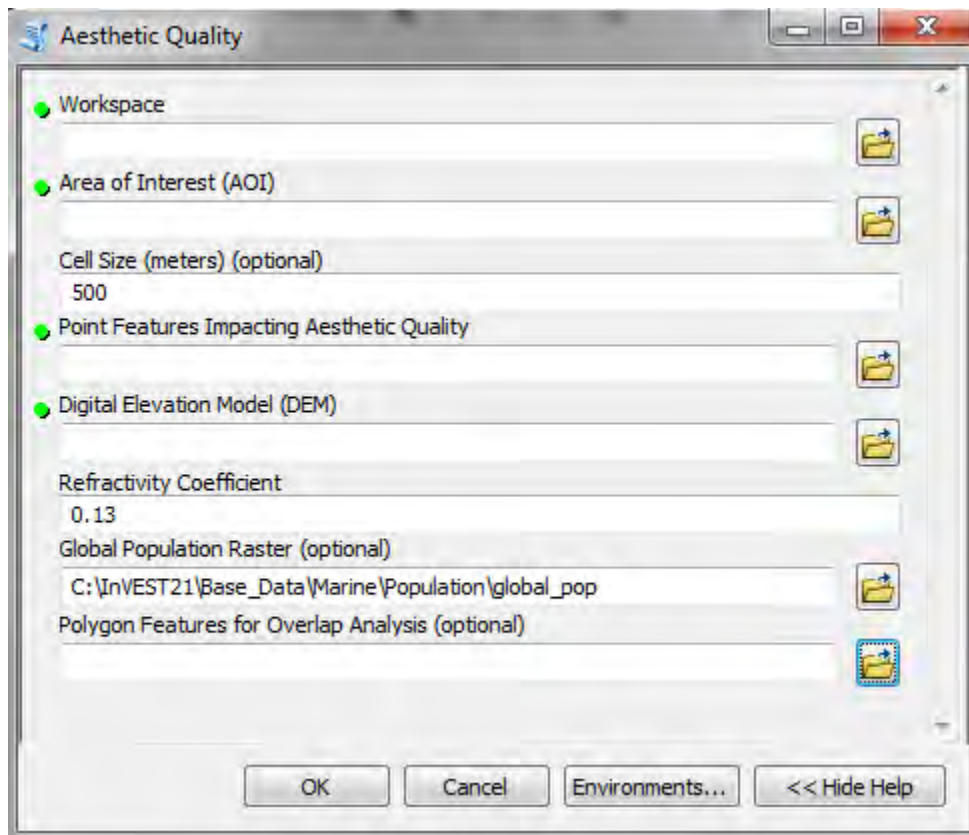 Aesthetic Quality
Workspace
Area of Interest (AOI)
Cell Size (meters) (optional)
500
Point Features Impacting Aesthetic Quality
Digital Elevation Model (DEM)
Refractivity Coefficient
0.13
Global Population Raster (optional)
C:\InVEST21\Base_Data\Marine\Population\global_pop
Polygon Features for Overlap Analysis (optional)
OK Cancel Environments... << Hide Help